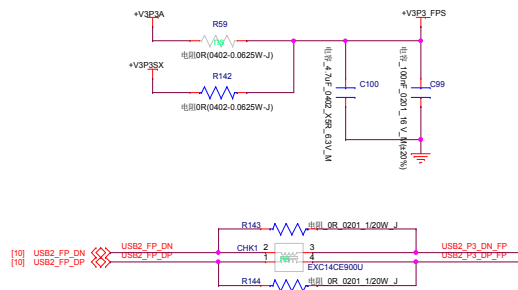 +V3P3A
+V3P3_FPS
R59
NS
电阻0R(0402-0.0625W-J)
+V3P3SX
R142
电阻0R(0402-0.0625W-J)
电容_4.7uF_0402_X5R_6.3V_M
C100
电容_100nF_0201_16 V_M(±20%)
C99
R143
电阻_0R_0201_1/20W_J
[10] USB2_FP_DN
USB2_FP_DN
CHK1
2
3
USB2_P3_DN_FP
[10] USB2_FP_DP
USB2_FP_DP
1
4
USB2_P3_DP_FP
EXC14CE900U
R144
电阻_0R_0201_1/20W_J